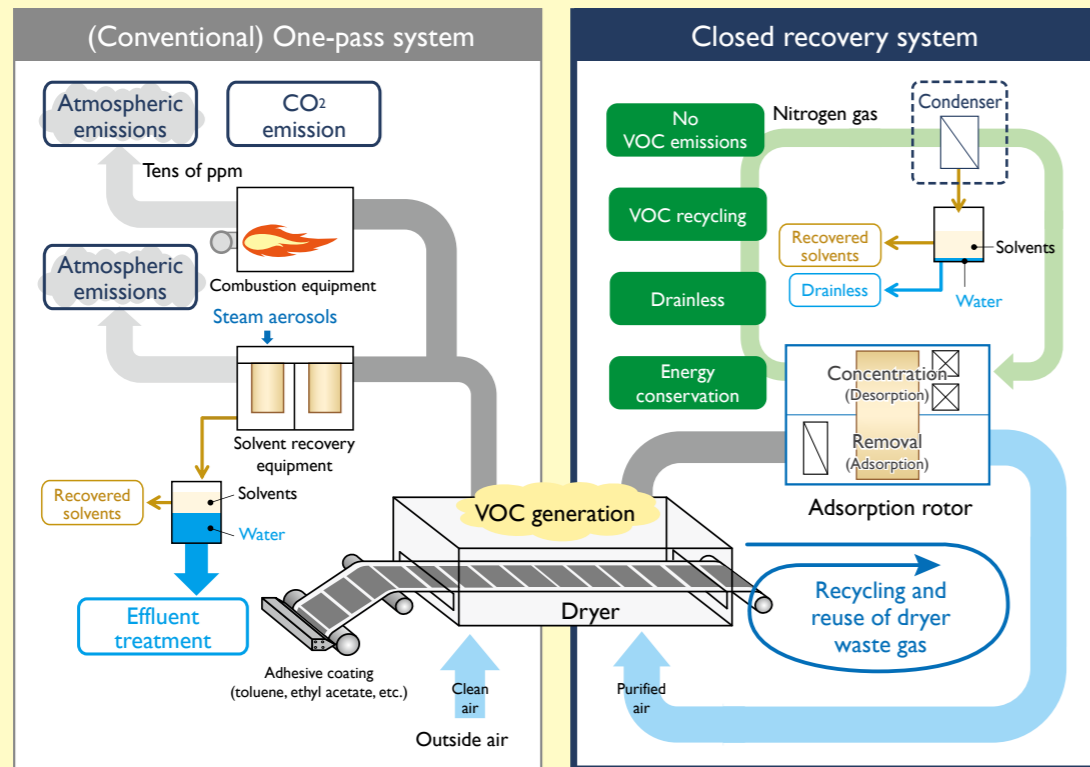 (Conventional) One-pass system
Atmospheric
emissions
CO2
emission
Tens of ppm
Combustion equipment
Atmospheric
emissions
Steam aerosols
Solvent recovery
equipment
Recovered
solvents
Solvents
Water
Effluent
treatment
Adhesive coating
(toluene, ethyl acetate, etc.)
VOC generation
Dryer
Clean
air
Outside air
Closed recovery system
No
VOC emissions
VOC recycling
Drainless
Energy
conservation
Nitrogen gas
Condenser
Recovered
solvents
Solvents
Drainless
Water
Concentration
(Desorption)
Removal
(Adsorption)
Adsorption rotor
Recycling and
reuse of dryer
waste gas
Purified
air